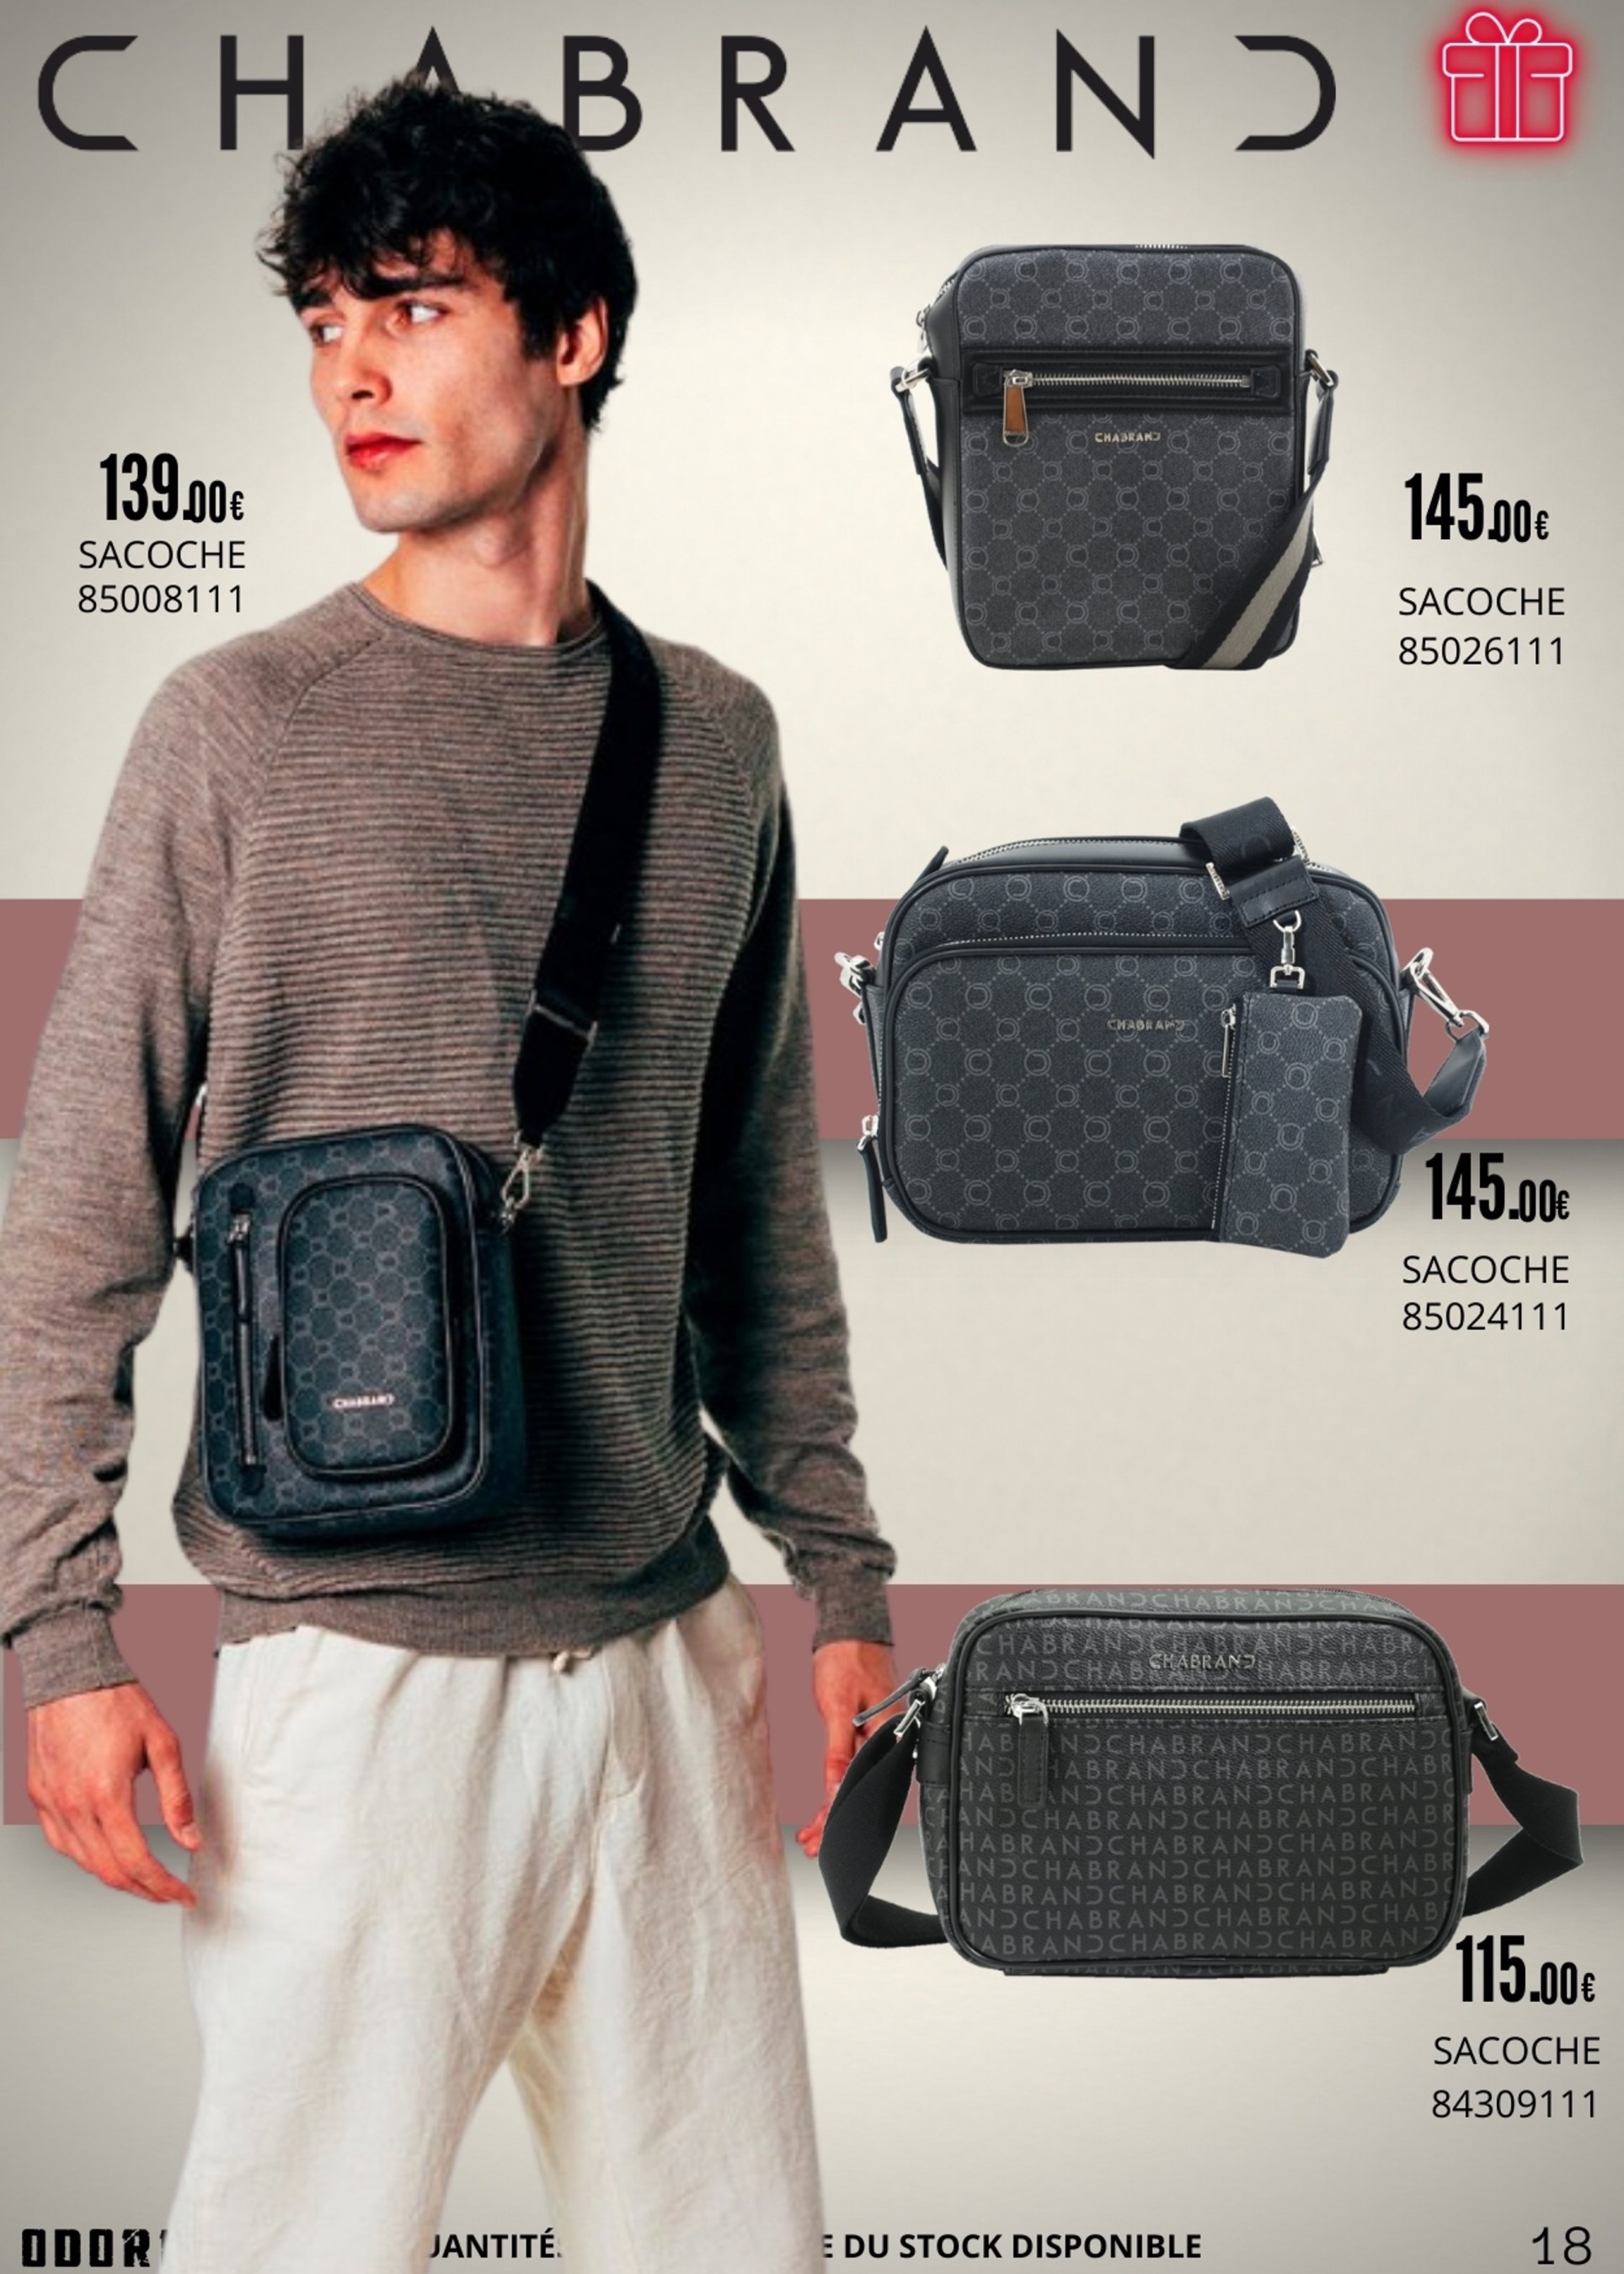 CHABRAND
139.00€
SACOCHE
85008111
CHABRAND
145.00€
SACOCHE
85026111
CHABRAND
145.00€
SACOCHE
85024111
CHABRAND
CHABRAND
115.00€
SACOCHE
84309111
DU STOCK DISPONIBLE
18